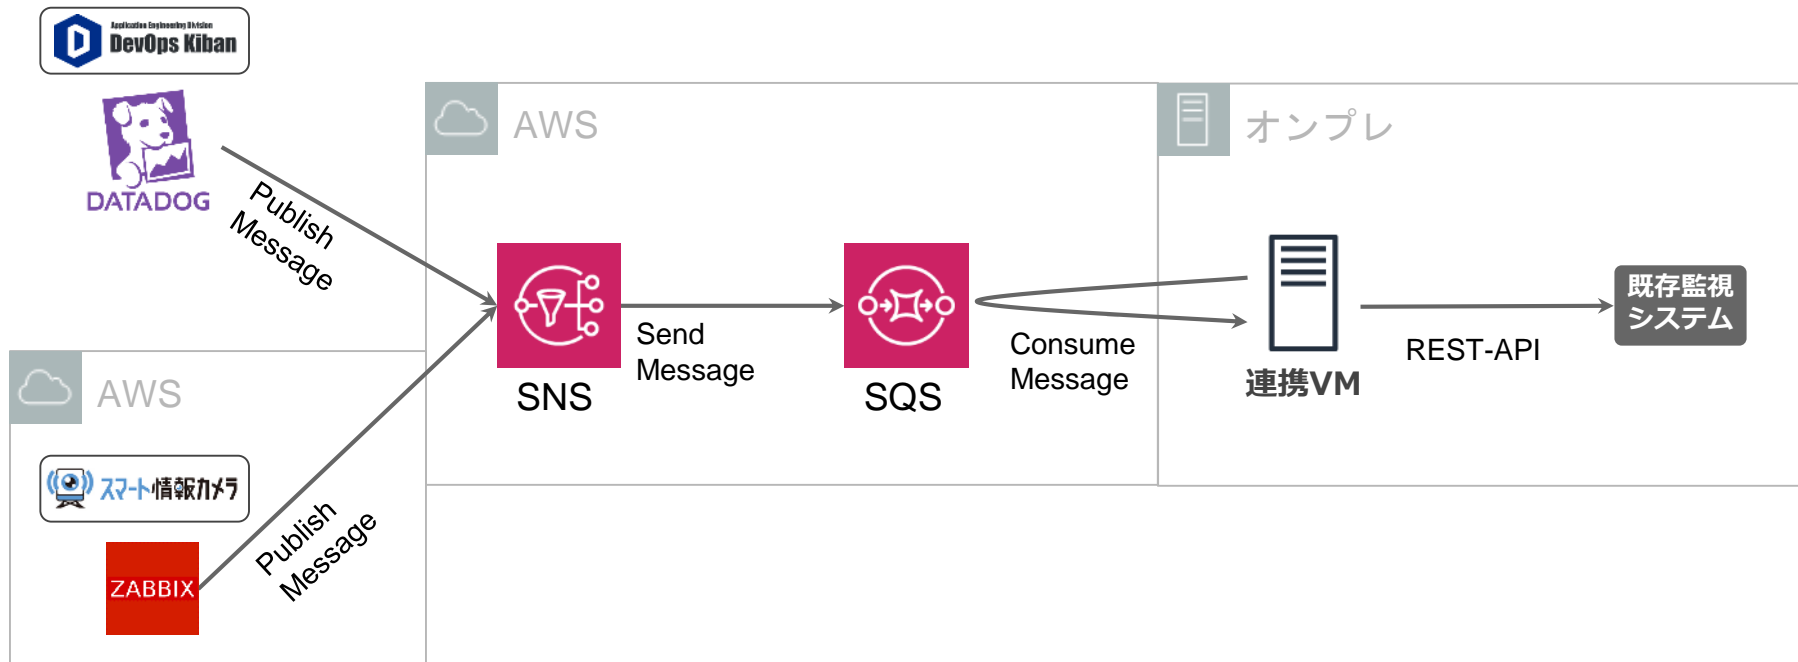 Application Engineering Division
DevOps Kiban
DATADOG
Publish
Message
AWS
オンプレ
SNS
Send
Message
SQS
Consume
Message
連携VM
REST-API
既存監視
システム
AWS
スマート情報カメラ
ZABBIX
Publish
Message